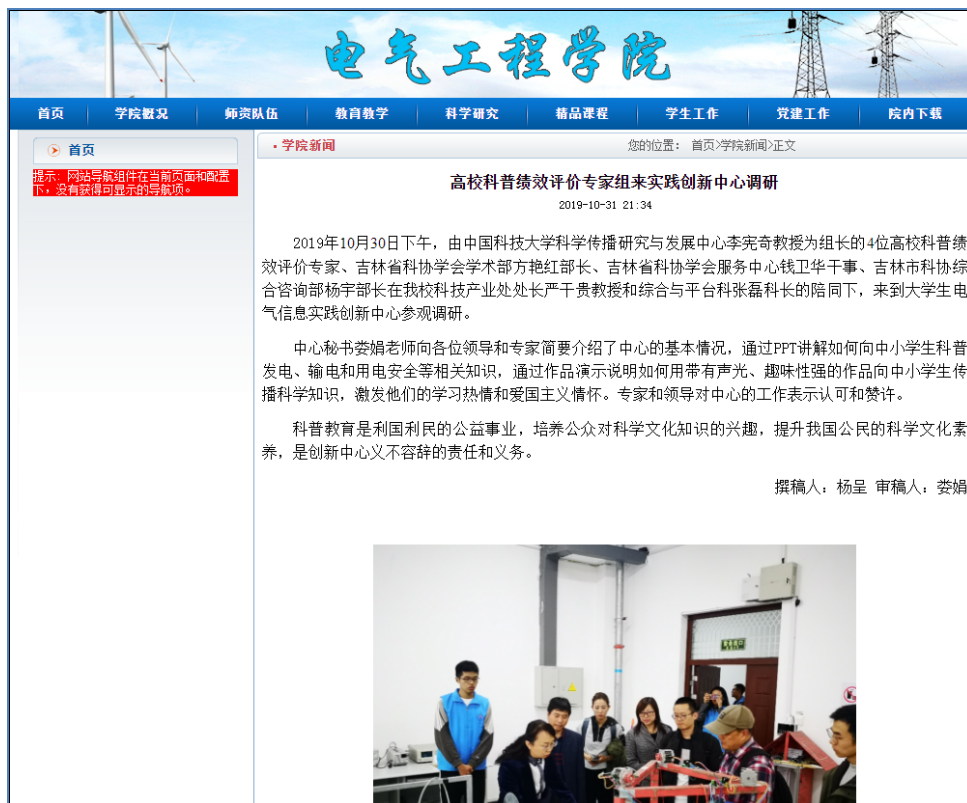 电气工程学院
首页 学院概况 师资队伍 教育教学 科学研究 精品课程 学生工作 党建工作 院内下载
首页
提示：网站导航组件在当前页面和配置
下，没有获得可显示的导航项。
· 学院新闻
您的位置： 首页>学院新闻>正文
高校科普绩效评价专家组来实践创新中心调研
2019-10-31 21:34
2019年10月30日下午，由中国科技大学科学传播研究与发展中心李宪奇教授为组长的4位高校科普绩
效评价专家、吉林省科协学会学术部方艳红部长、吉林省科协学会服务中心钱卫华干事、吉林市科协综
合咨询部杨宇部长在我校科技产业处处长严干贵教授和综合与平台科张磊科长的陪同下，来到大学生电
气信息实践创新中心参观调研。
中心秘书娄娟老师向各位领导和专家简要介绍了中心的基本情况，通过PPT讲解如何向中小学生科普
发电、输电和用电安全等相关知识，通过作品演示说明如何用带有声光、趣味性强的作品向中小学生传
播科学知识，激发他们的学习热情和爱国主义情怀。专家和领导对中心的工作表示认可和赞许。
科普教育是利国利民的公益事业，培养公众对科学文化知识的兴趣，提升我国公民的科学文化素
养，是创新中心义不容辞的责任和义务。
撰稿人：杨呈 审稿人：娄娟